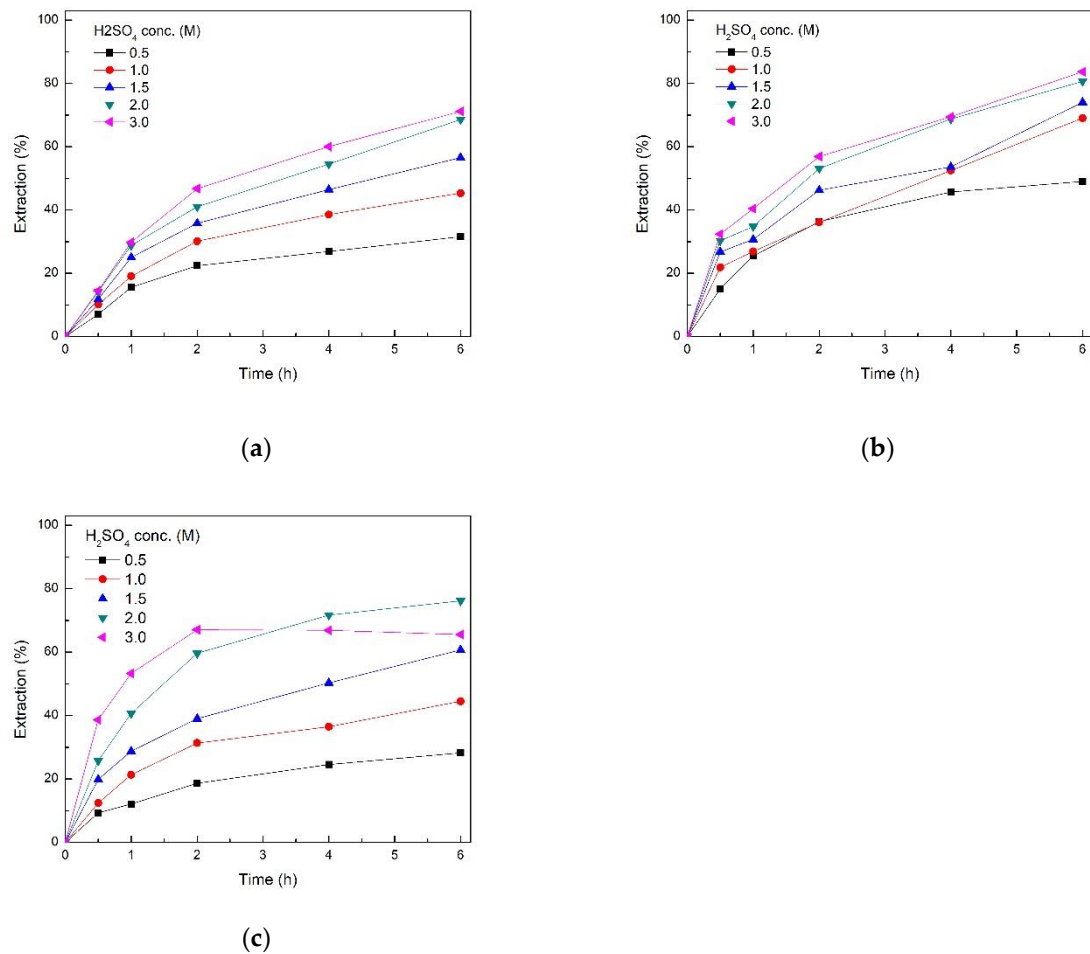 H2SO₄ conc. (M)
0.5
1.0
1.5
2.0
3.0
100
80
60
40
20
0
Extraction (%)
0 1 2 3 4 5 6
Time (h)
(a)
H₂SO₄ conc. (M)
0.5
1.0
1.5
2.0
3.0
100
80
60
40
20
0
Extraction (%)
0 1 2 3 4 5 6
Time (h)
(b)
H₂SO₄ conc. (M)
0.5
1.0
1.5
2.0
3.0
100
80
60
40
20
0
Extraction (%)
0 1 2 3 4 5 6
Time (h)
(c)